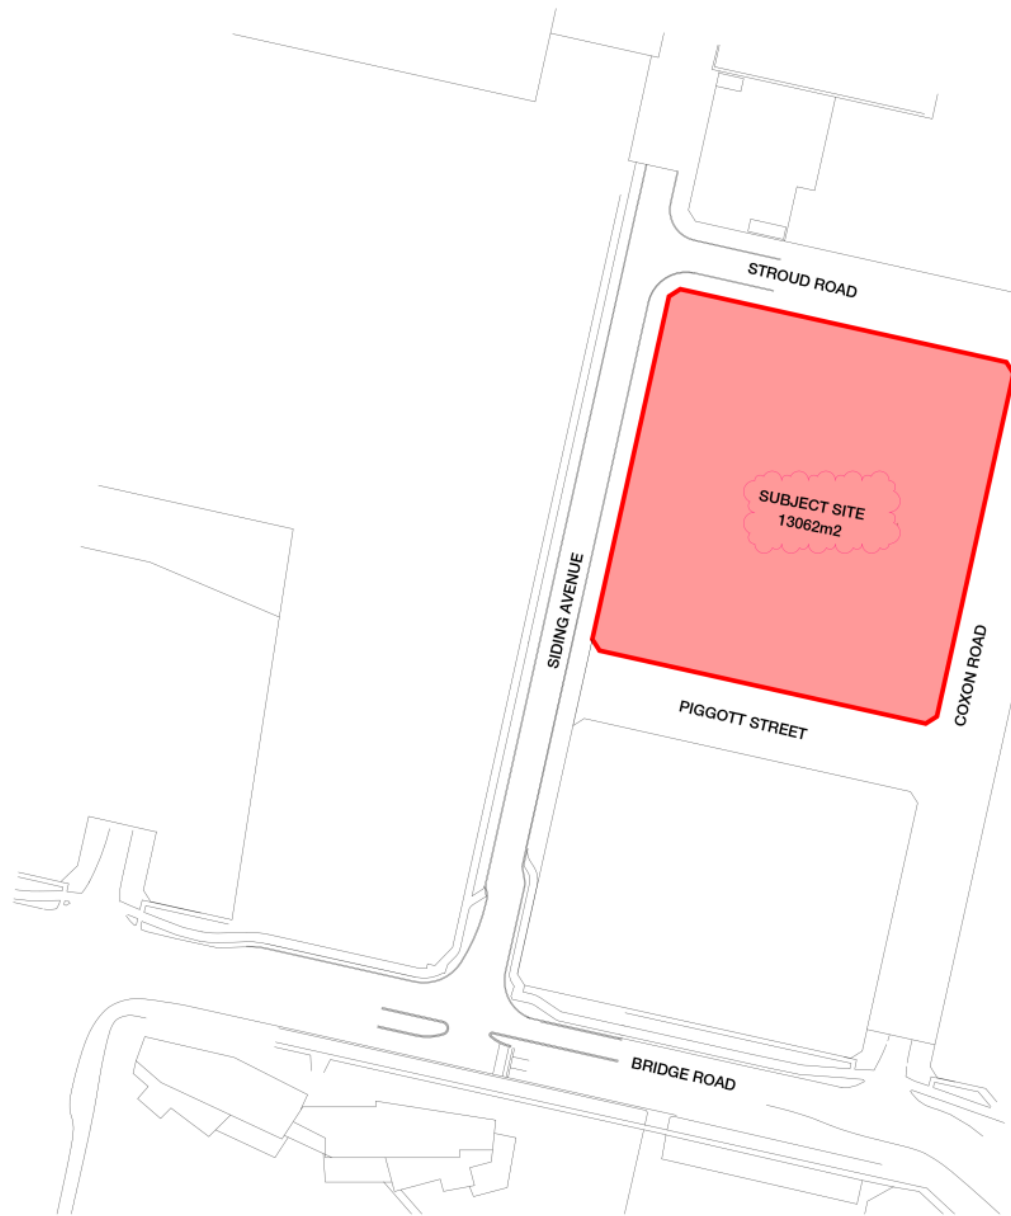 STROUD ROAD
SUBJECT SITE
13062m2
SIDING AVENUE
COXON ROAD
PIGGOTT STREET
BRIDGE ROAD